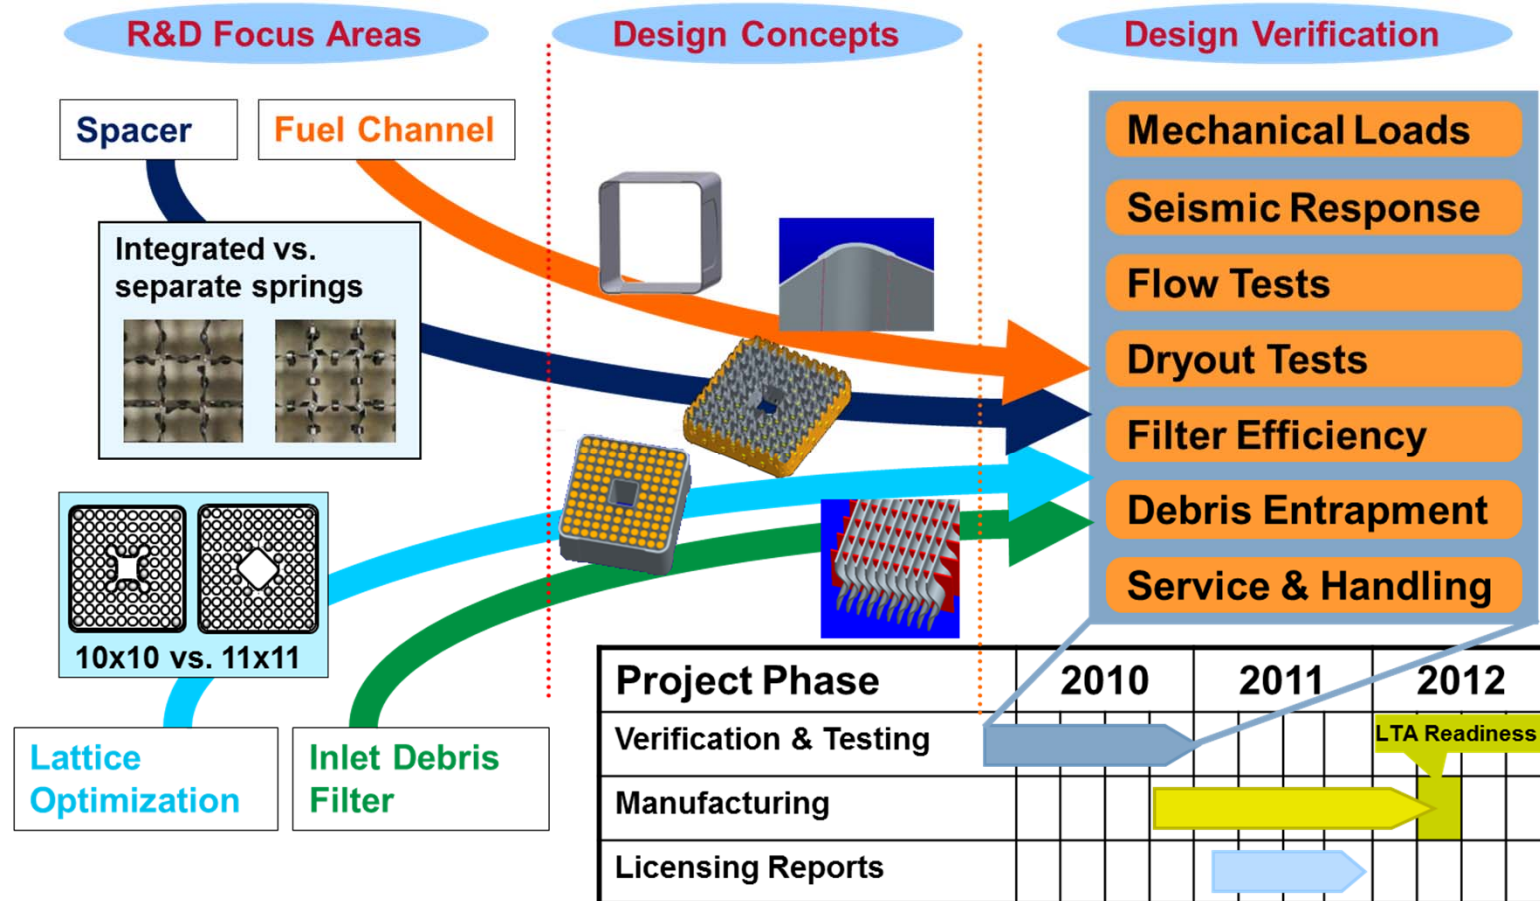 R&D Focus Areas
Design Concepts
Design Verification
Spacer
Fuel Channel
Integrated vs.
separate springs
10x10 vs. 11x11
Lattice
Optimization
Inlet Debris
Filter
Mechanical Loads
Seismic Response
Flow Tests
Dryout Tests
Filter Efficiency
Debris Entrapment
Service & Handling
Project Phase 2010 2011 2012
Verification & Testing
LTA Readiness
Manufacturing
Licensing Reports